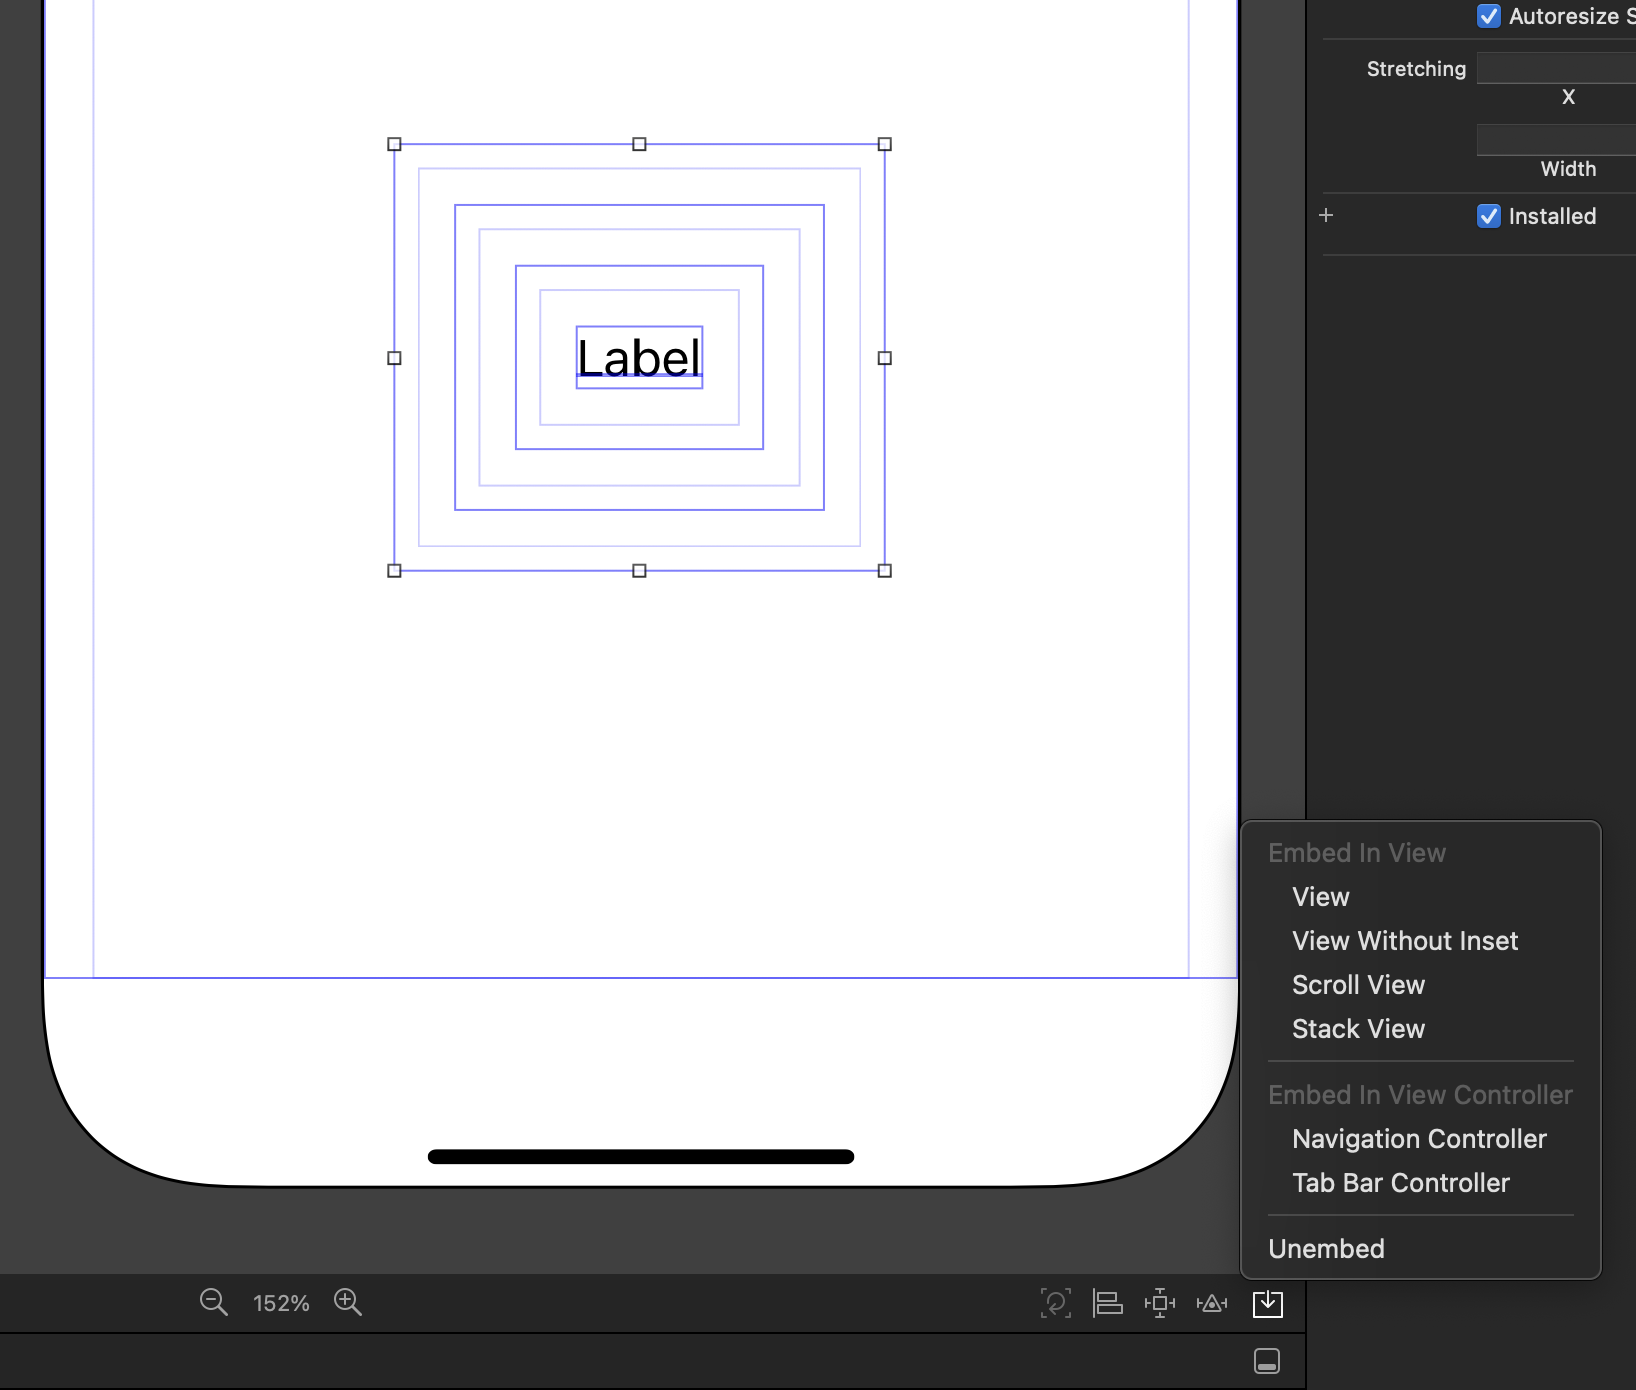 Autoresize S
Stretching
X
Width
Installed
Label
Embed In View
View
View Without Inset
Scroll View
Stack View
Embed In View Controller
Navigation Controller
Tab Bar Controller
Unembed
152%